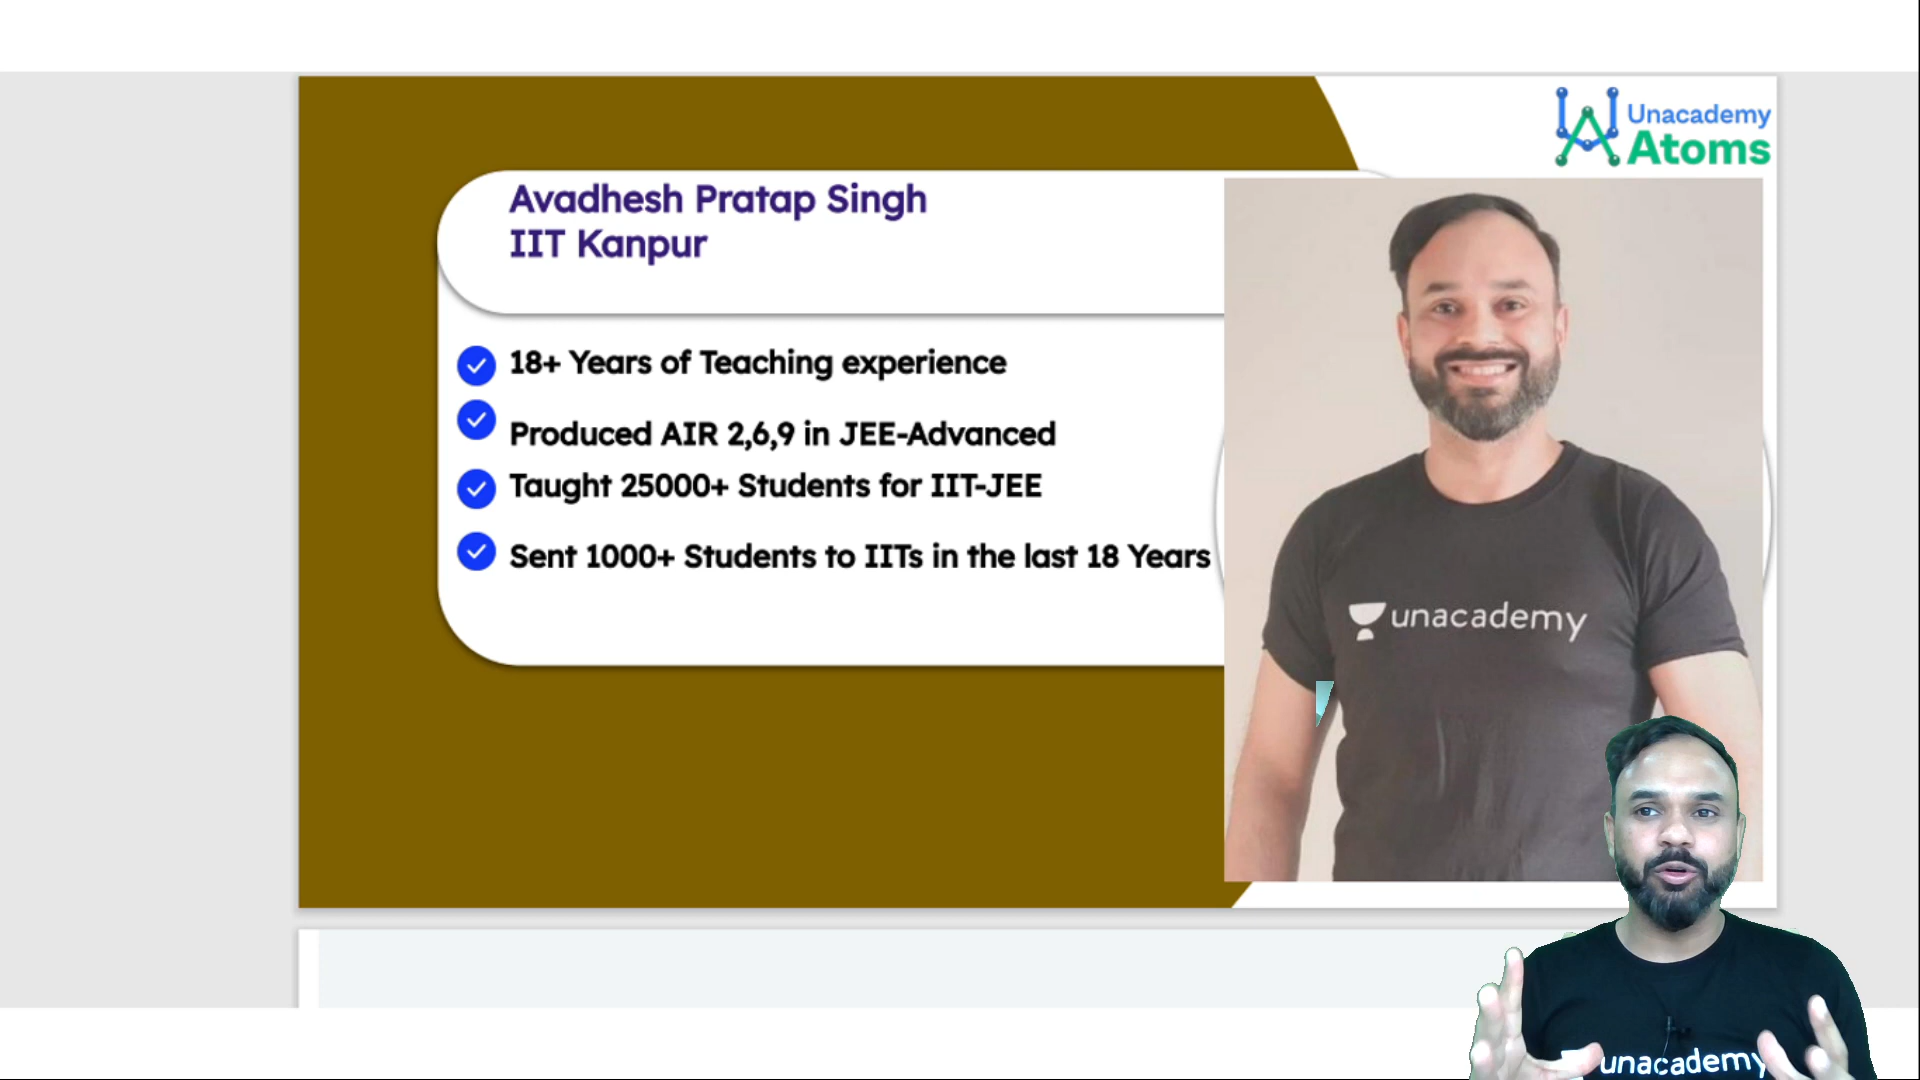 Unacademy
Atoms
Avadhesh Pratap Singh
IIT Kanpur
18+ Years of Teaching experience
Produced AIR 2,6,9 in JEE-Advanced
Taught 25000+ Students for IIT-JEE
Sent 1000+ Students to IITs in the last 18 Years
unacademy
unacademy